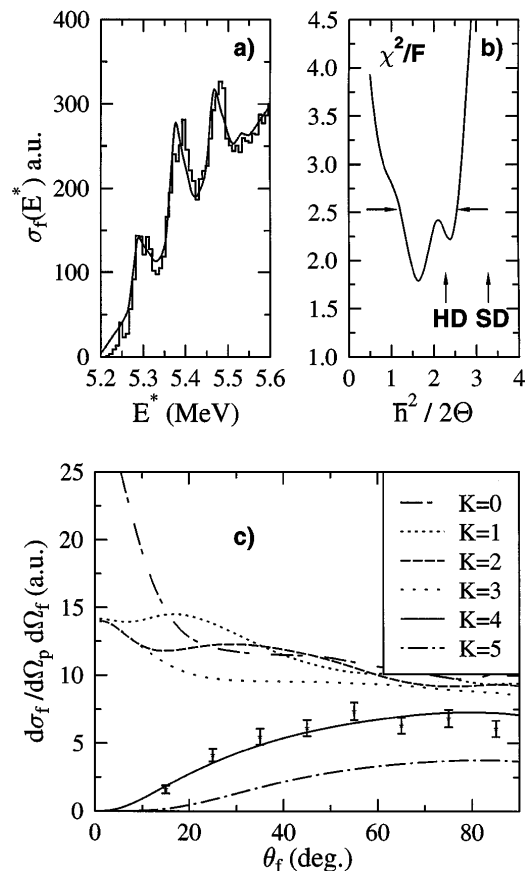 a)
400
300
200
100
0
5.2 5.3 5.4 5.5 5.6
E* (MeV)
σf(E*) a.u.
χ²/F b)
4.5
4.0
3.5
3.0
2.5
2.0
1.5
1.0
HD SD
0 1 2 3 4
ħ² / 2Θ
c)
25
20
15
10
5
0
0 20 40 60 80
θf (deg.)
dσf/dΩp dΩf (a.u.)
K=0
K=1
K=2
K=3
K=4
K=5